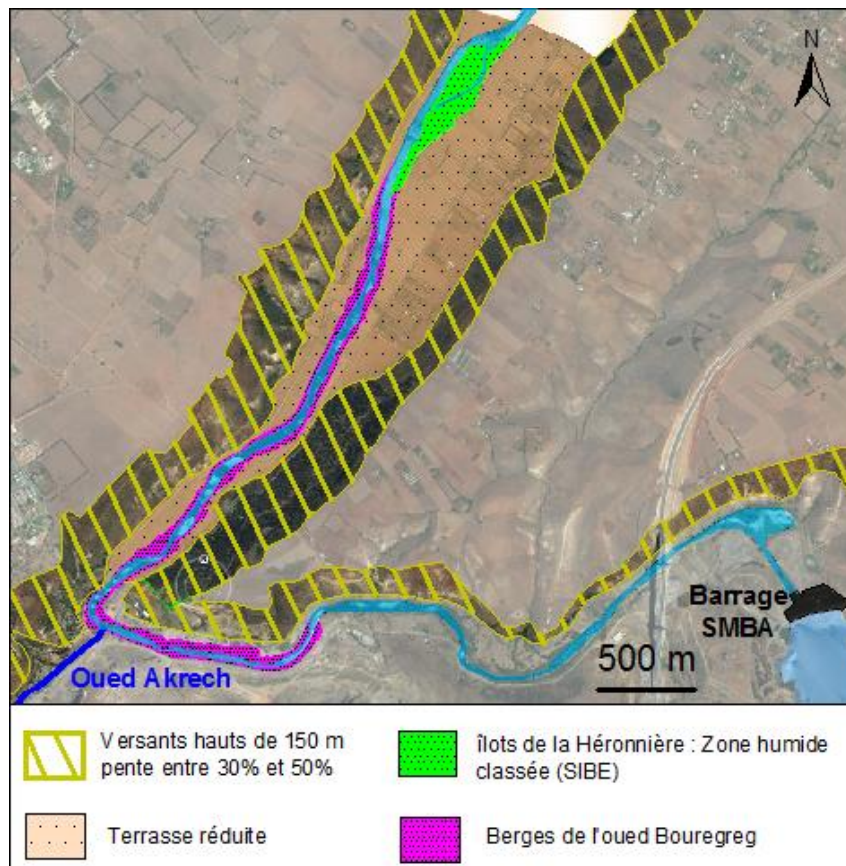 N
Barrage
SMBA
500 m
Oued Akrech
Versants hauts de 150 m
pente entre 30% et 50%
îlots de la Héronnière : Zone humide
classée (SIBE)
Terrasse réduite
Berges de l'oued Bouregreg